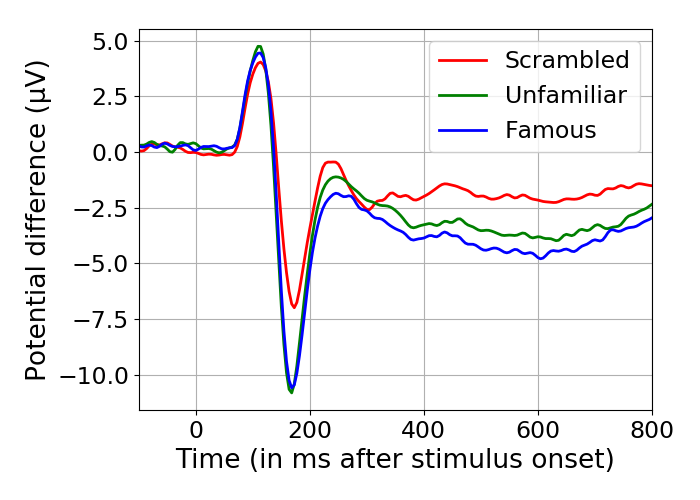 Potential difference (μV)
5.0
2.5
0.0
−2.5
−5.0
−7.5
−10.0
Scrambled
Unfamiliar
Famous
0 200 400 600 800
Time (in ms after stimulus onset)